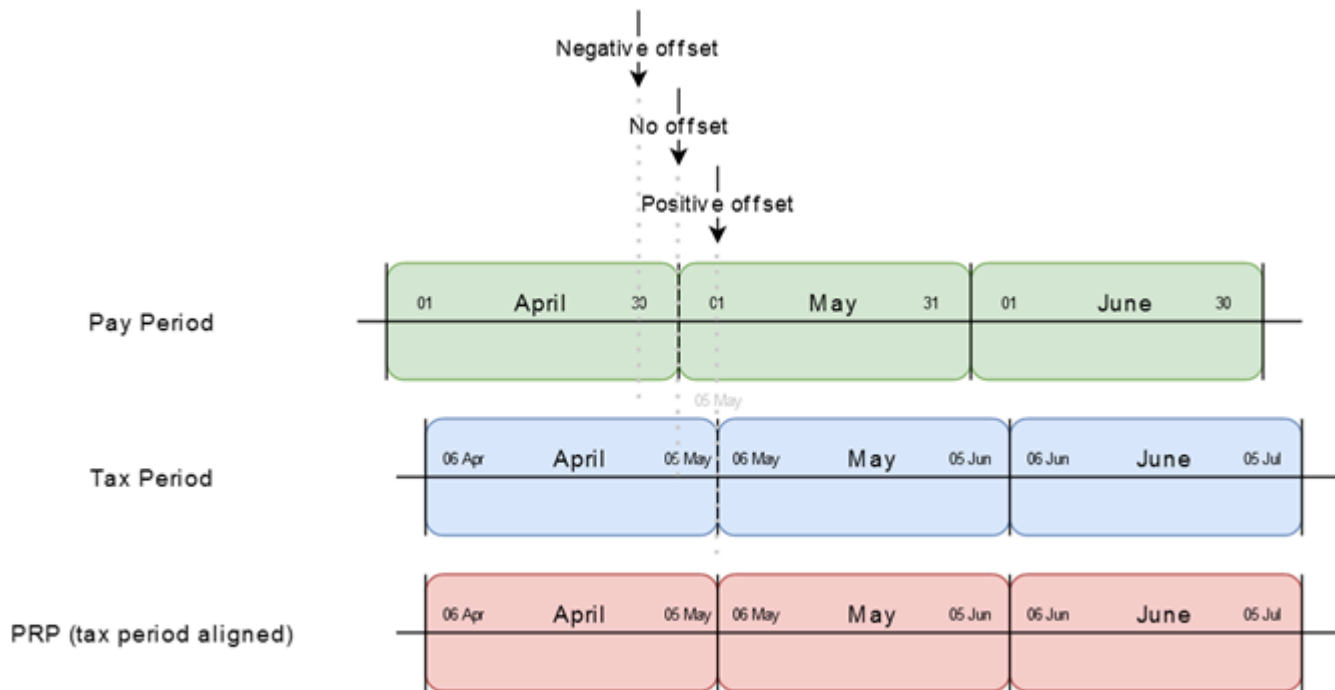 Negative offset
No offset
Positive offset
Pay Period
01 April 30
01 May 31
01 June 30
05 May
Tax Period
06 Apr April 05 May
06 May May 05 Jun
06 Jun June 05 Jul
PRP (tax period aligned)
06 Apr April 05 May
06 May May 05 Jun
06 Jun June 05 Jul